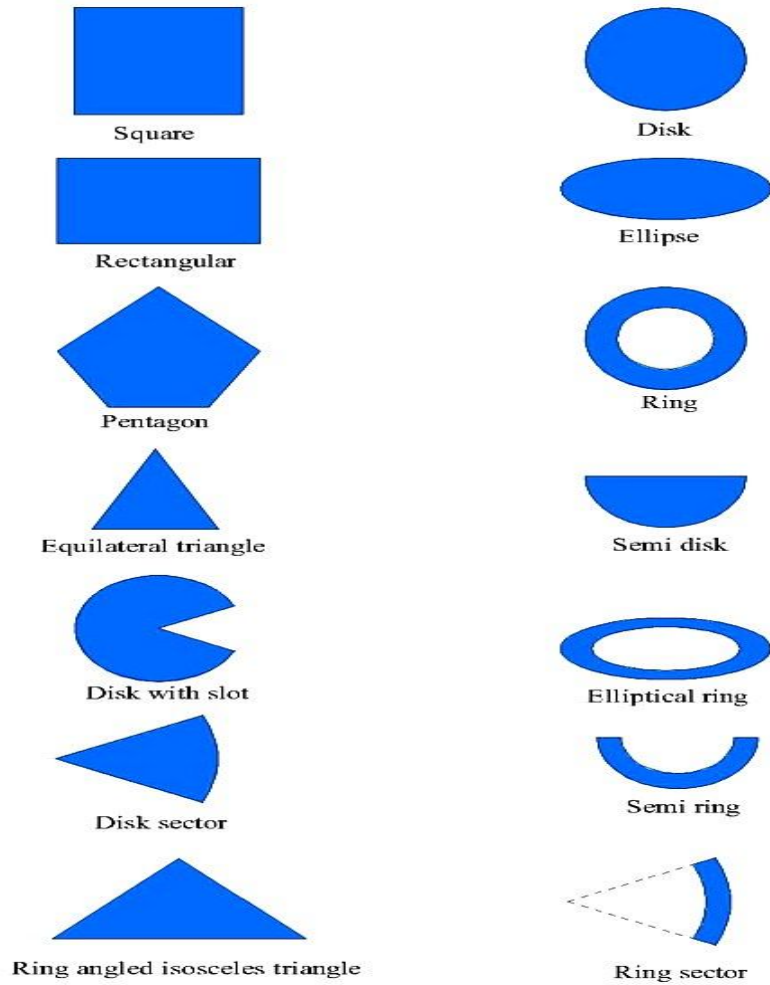 Square
Disk
Rectangular
Ellipse
Pentagon
Ring
Equilateral triangle
Semi disk
Disk with slot
Elliptical ring
Disk sector
Semi ring
Ring angled isosceles triangle
Ring sector